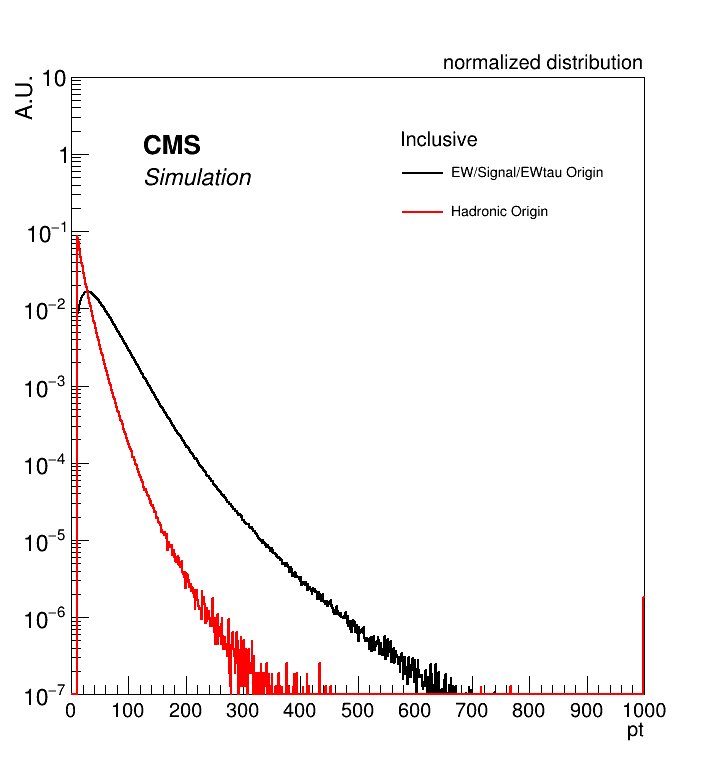 normalized distribution
A.U.
10
1
10−1
10−2
10−3
10−4
10−5
10−6
10−7
CMS
Simulation
Inclusive
EW/Signal/EWtau Origin
Hadronic Origin
0 100 200 300 400 500 600 700 800 900 1000
pt